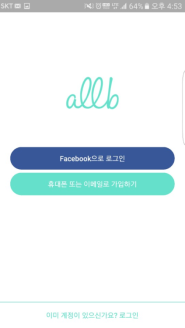 SKT 64% 오후 4:53
allb
Facebook으로 로그인
휴대폰 또는 이메일로 가입하기
이미 계정이 있으신가요? 로그인